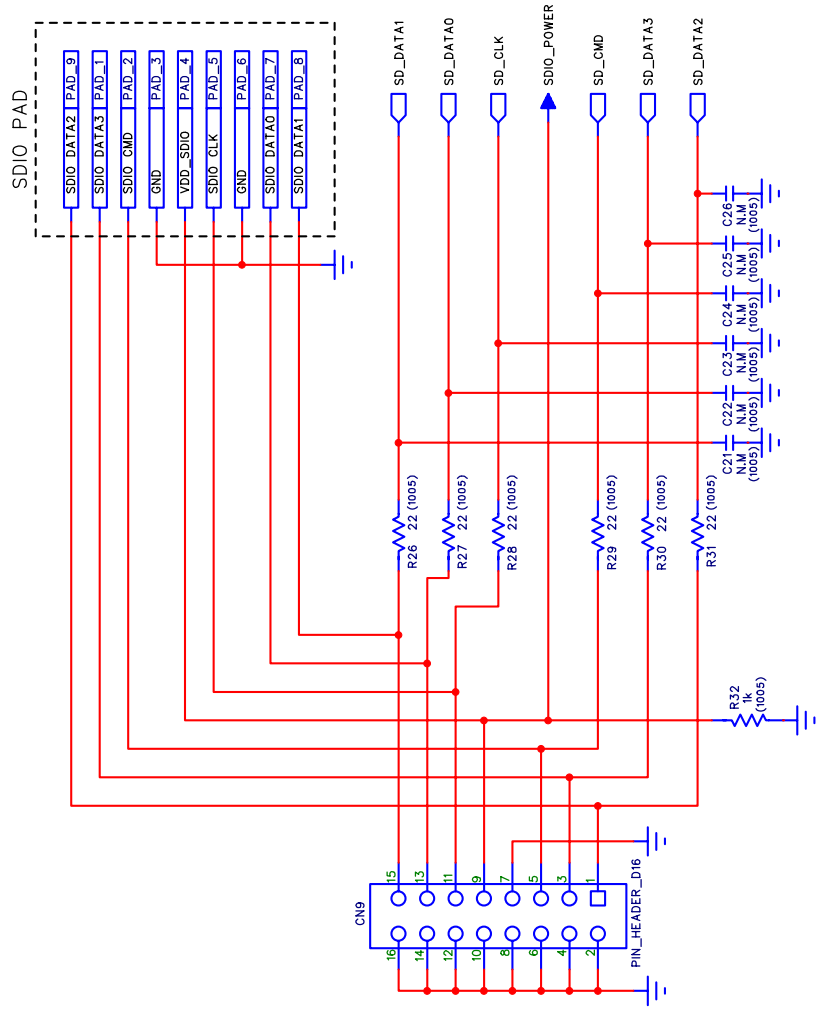 SDIO PAD
SDIO DATA2 PAD_9
SDIO DATA3 PAD_1
SDIO CMD PAD_2
GND PAD_3
VDD_SDIO PAD_4
SDIO CLK PAD_5
GND PAD_6
SDIO DATA0 PAD_7
SDIO DATA1 PAD_8
SD_DATA1
SD_DATA0
SD_CLK
SDIO_POWER
SD_CMD
SD_DATA3
SD_DATA2
C26
N.M
(1005)
C25
N.M
(1005)
C24
N.M
(1005)
C23
N.M
(1005)
C22
N.M
(1005)
C21
N.M
(1005)
R26 22 (1005)
R27 22 (1005)
R28 22 (1005)
R29 22 (1005)
R30 22 (1005)
R31 22 (1005)
R32
1k
(1005)
CN9
15
13
11
9
7
5
3
1
16
14
12
10
8
6
4
2
PIN_HEADER_D16